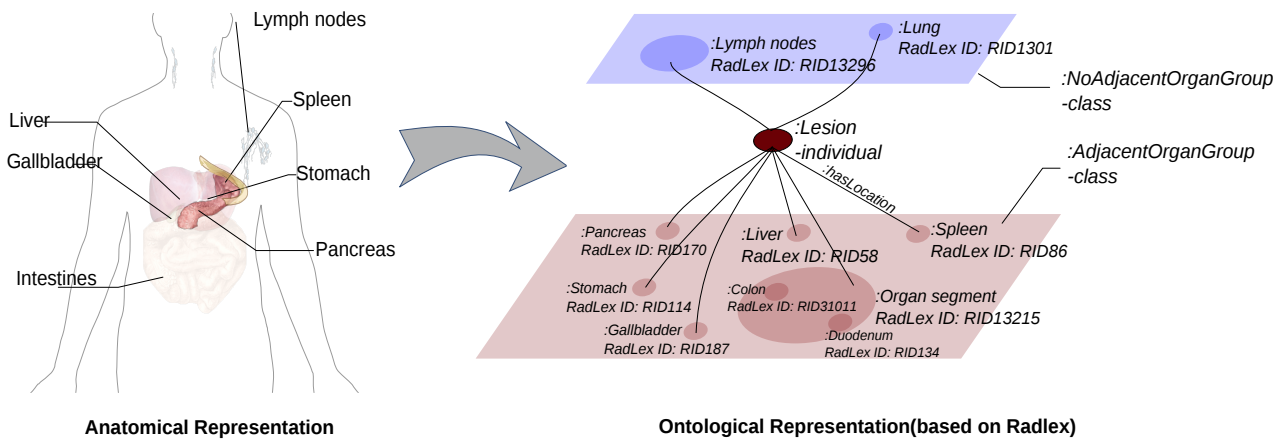 Lymph nodes
Spleen
Liver
Gallbladder
Stomach
Pancreas
Intestines
Anatomical Representation
:Lymph nodes
RadLex ID: RID13296
:Lung
RadLex ID: RID1301
:NoAdjacentOrganGroup
-class
:Lesion
-individual
:AdjacentOrganGroup
-class
:hasLocation
:Pancreas
RadLex ID: RID170
:Liver
RadLex ID: RID58
:Spleen
RadLex ID: RID86
:Stomach
RadLex ID: RID114
:Colon
RadLex ID: RID31011
:Organ segment
RadLex ID: RID13215
:Gallbladder
RadLex ID: RID187
:Duodenum
RadLex ID: RID134
Ontological Representation(based on Radlex)